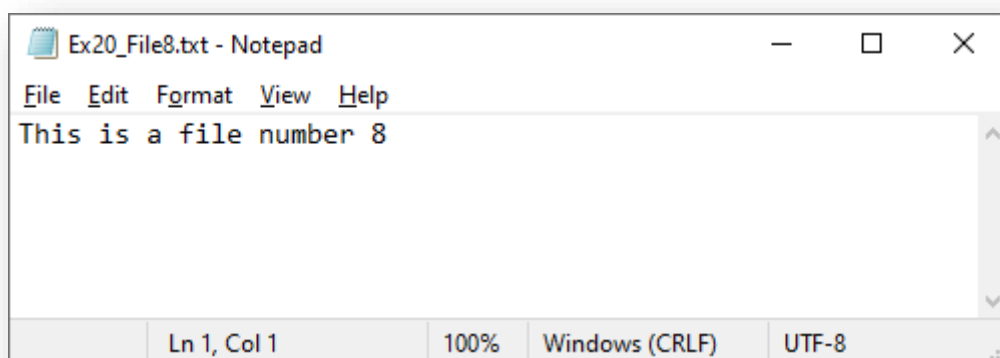 Ex20_File8.txt - Notepad
File Edit Format View Help
This is a file number 8
Ln 1, Col 1 100% Windows (CRLF) UTF-8